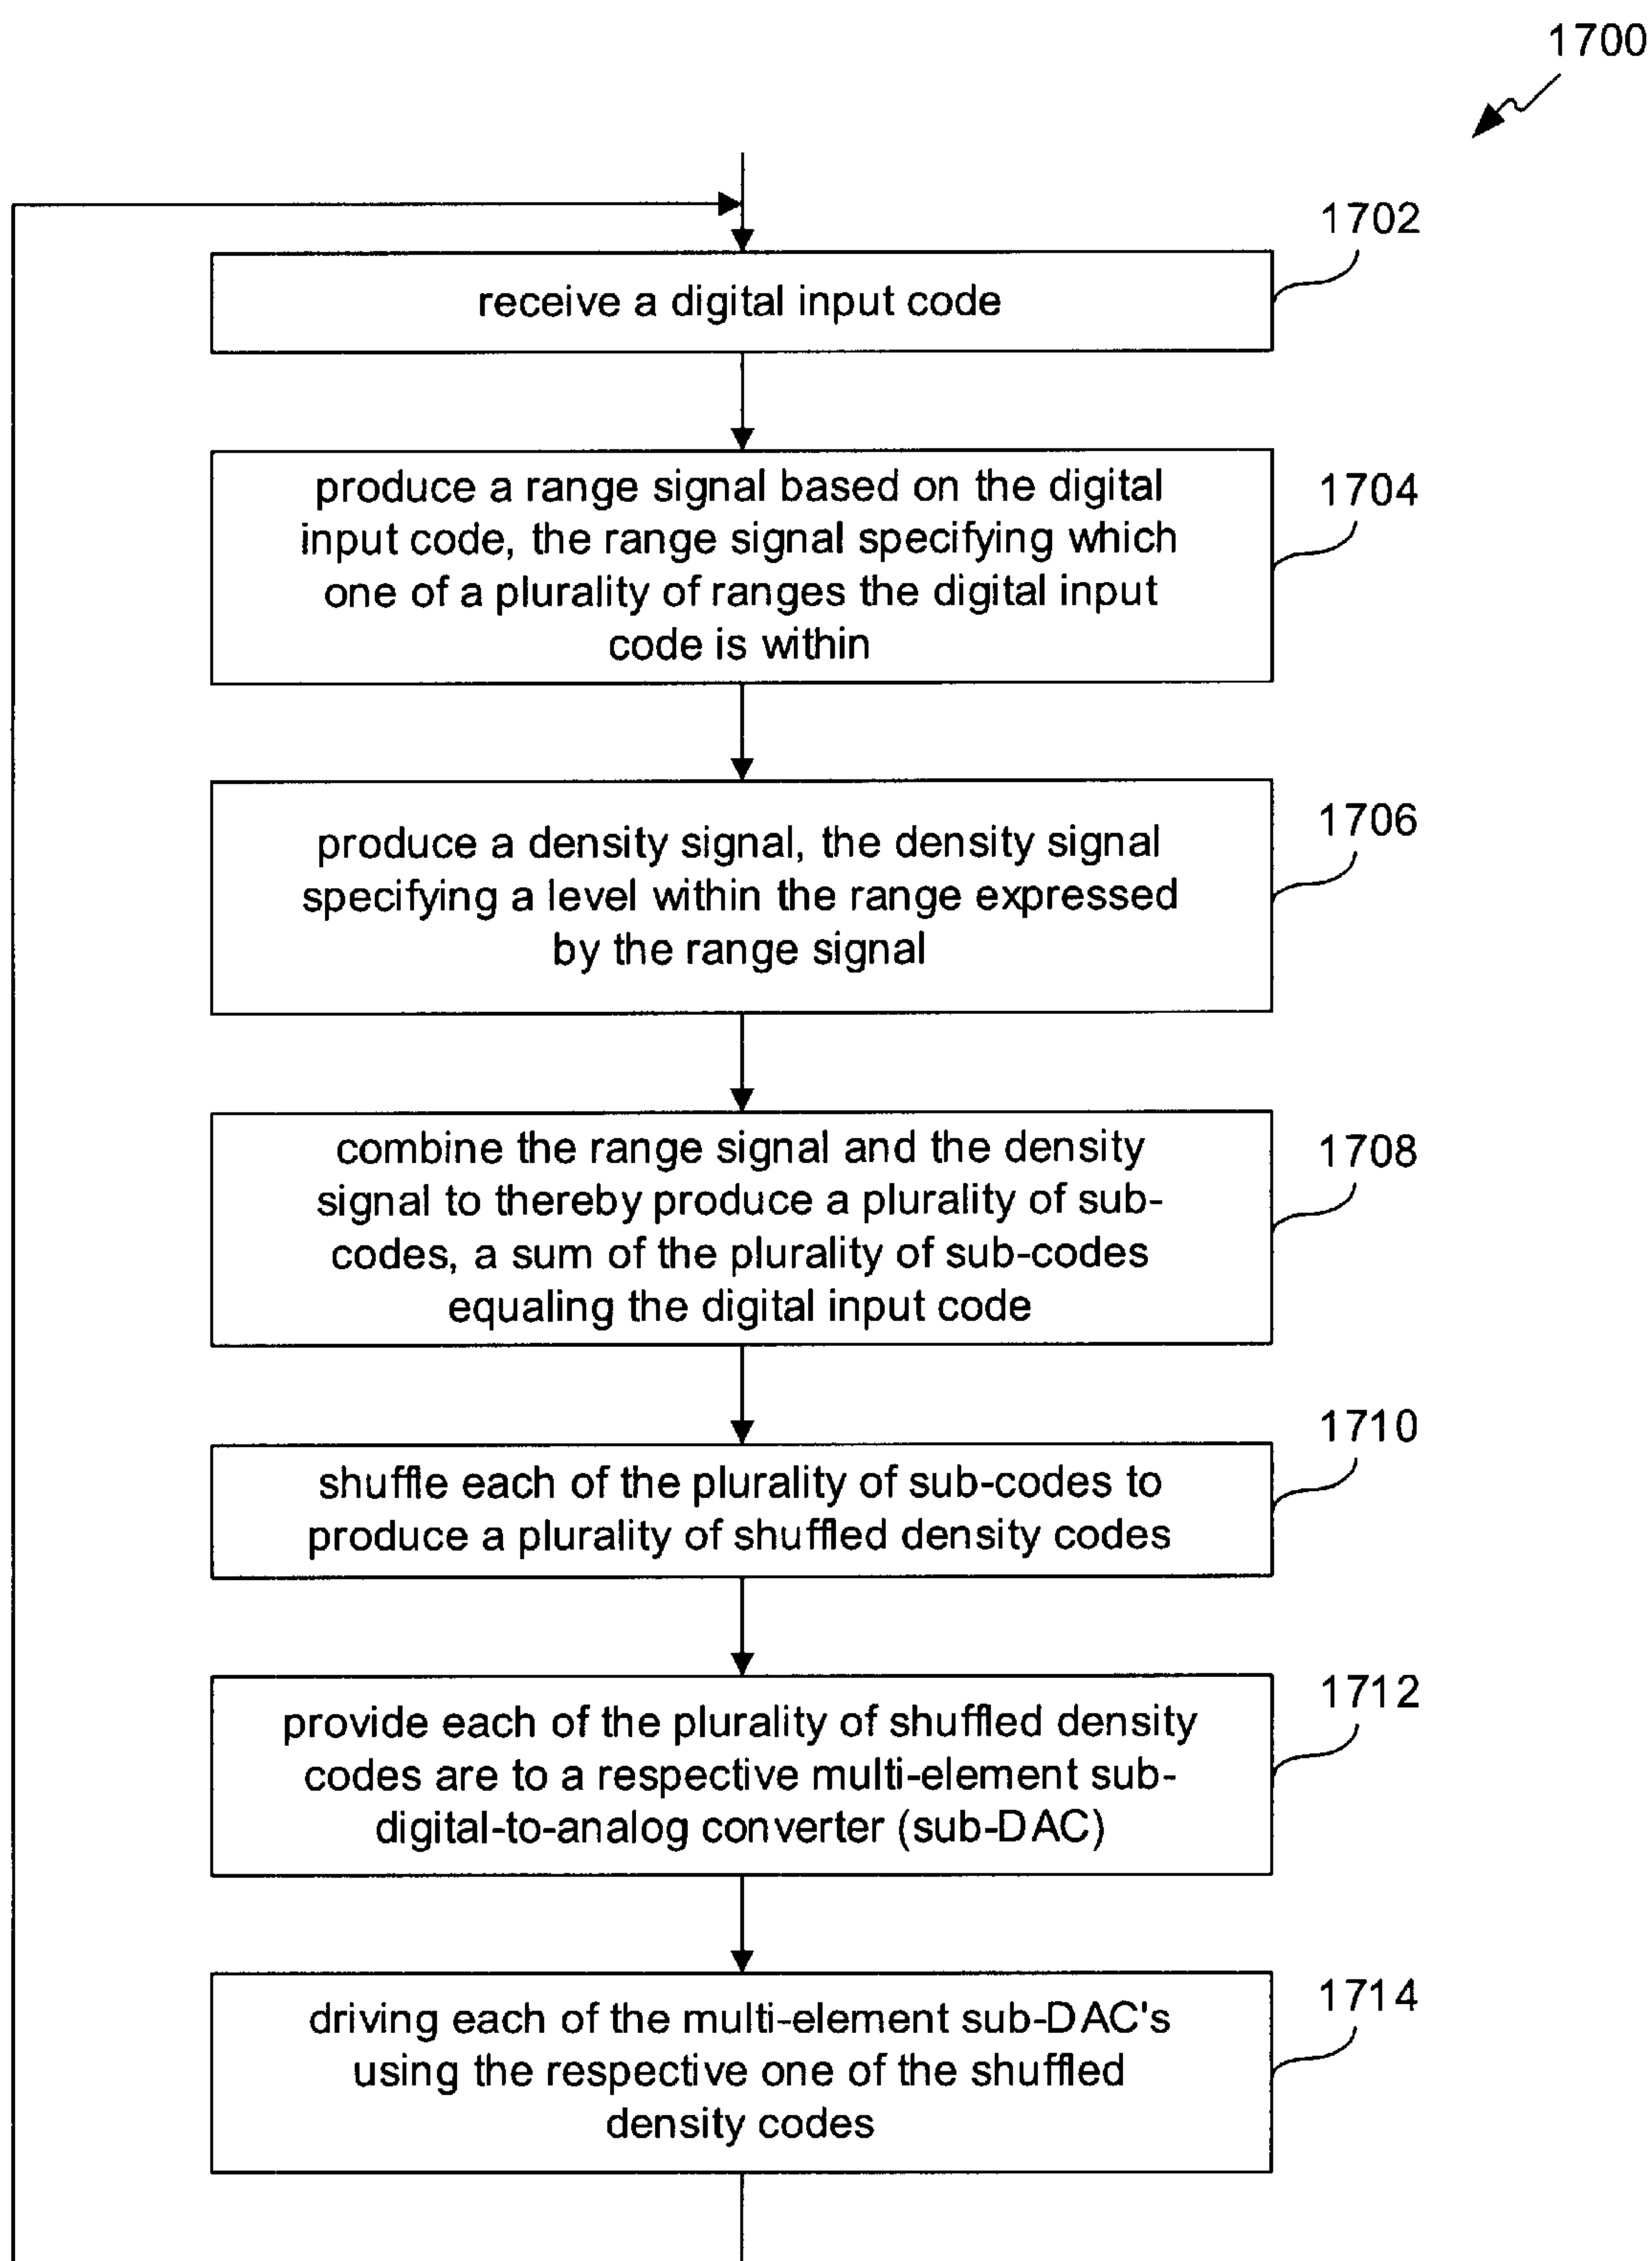 1700
1702
receive a digital input code
1704
produce a range signal based on the digital
input code, the range signal specifying which
one of a plurality of ranges the digital input
code is within
1706
produce a density signal, the density signal
specifying a level within the range expressed
by the range signal
1708
combine the range signal and the density
signal to thereby produce a plurality of sub-
codes, a sum of the plurality of sub-codes
equaling the digital input code
1710
shuffle each of the plurality of sub-codes to
produce a plurality of shuffled density codes
1712
provide each of the plurality of shuffled density
codes are to a respective multi-element sub-
digital-to-analog converter (sub-DAC)
1714
driving each of the multi-element sub-DAC's
using the respective one of the shuffled
density codes